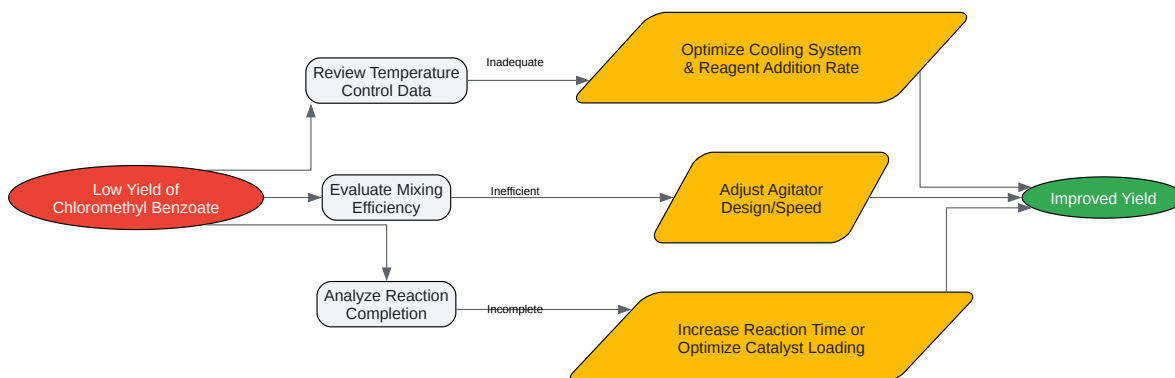 Low Yield of
Chloromethyl Benzoate
Review Temperature
Control Data
Inadequate
Optimize Cooling System
& Reagent Addition Rate
Evaluate Mixing
Efficiency
Inefficient
Adjust Agitator
Design/Speed
Analyze Reaction
Completion
Incomplete
Increase Reaction Time or
Optimize Catalyst Loading
Improved Yield